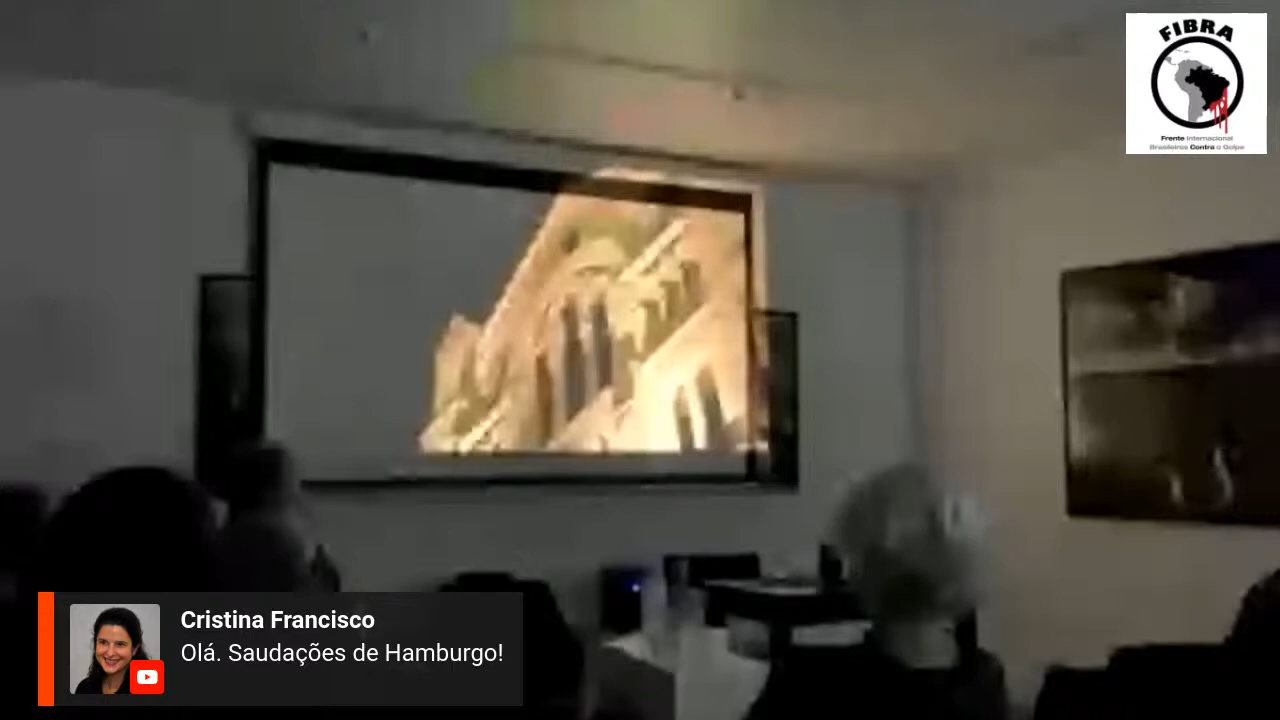 FIBRA
Frente Internacional
Brasileiros Contra o Golpe
Cristina Francisco
Olá. Saudações de Hamburgo!